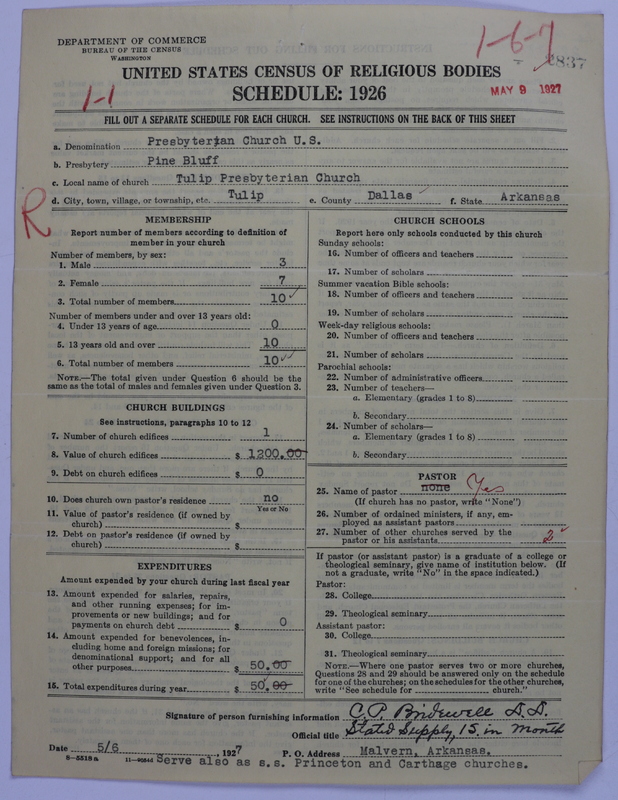 DEPARTMENT OF COMMERCE
BUREAU OF THE CENSUS
WASHINGTON
1-6-7
2837
UNITED STATES CENSUS OF RELIGIOUS BODIES
1-1
SCHEDULE: 1926
MAY 9 1927
FILL OUT A SEPARATE SCHEDULE FOR EACH CHURCH. SEE INSTRUCTIONS ON THE BACK OF THIS SHEET
a. Denomination Presbyterian Church U.S.
b. Presbytery Pine Bluff
c. Local name of church Tulip Presbyterian Church
d. City, town, village, or township, etc. Tulip e. County Dallas f. State Arkansas
R
MEMBERSHIP
Report number of members according to definition of
member in your church
Number of members, by sex:
1. Male 3
2. Female 7
3. Total number of members 10
Number of members under and over 13 years old:
4. Under 13 years of age 0
5. 13 years old and over 10
6. Total number of members 10
NOTE.—The total given under Question 6 should be the
same as the total of males and females given under Question 3.
CHURCH BUILDINGS
See instructions, paragraphs 10 to 12
7. Number of church edifices 1
8. Value of church edifices $ 1200.00
9. Debt on church edifices $ 0
10. Does church own pastor's residence no
Yes or No
11. Value of pastor's residence (if owned by
church) $
12. Debt on pastor's residence (if owned by
church) $
EXPENDITURES
Amount expended by your church during last fiscal year
13. Amount expended for salaries, repairs,
and other running expenses; for im-
provements or new buildings; and for
payments on church debt $ 0
14. Amount expended for benevolences, in-
cluding home and foreign missions; for
denominational support; and for all
other purposes $ 50.00
15. Total expenditures during year $ 50.00
CHURCH SCHOOLS
Report here only schools conducted by this church
Sunday schools:
16. Number of officers and teachers
17. Number of scholars
Summer vacation Bible schools:
18. Number of officers and teachers
19. Number of scholars
Week-day religious schools:
20. Number of officers and teachers
21. Number of scholars
Parochial schools:
22. Number of administrative officers
23. Number of teachers—
a. Elementary (grades 1 to 8)
b. Secondary
24. Number of scholars—
a. Elementary (grades 1 to 8)
b. Secondary
PASTOR
25. Name of pastor none Yes
(If church has no pastor, write "None")
26. Number of ordained ministers, if any, em-
ployed as assistant pastors
27. Number of other churches served by the
pastor or his assistants 2
If pastor (or assistant pastor) is a graduate of a college or
theological seminary, give name of institution below. (If
not a graduate, write "No" in the space indicated.)
Pastor:
28. College
29. Theological seminary
Assistant pastor:
30. College
31. Theological seminary
NOTE.—Where one pastor serves two or more churches,
Questions 28 and 29 should be answered only on the schedule
for one of the churches; on the schedules for the other churches,
write "See schedule for church."
Signature of person furnishing information C. P. Bridewell D.D.
Official title Stated Supply, 1 S. in month
Date 5/6, 1927 P. O. Address Malvern, Arkansas.
8-5518a
Serve also as s.s. Princeton and Carthage churches.